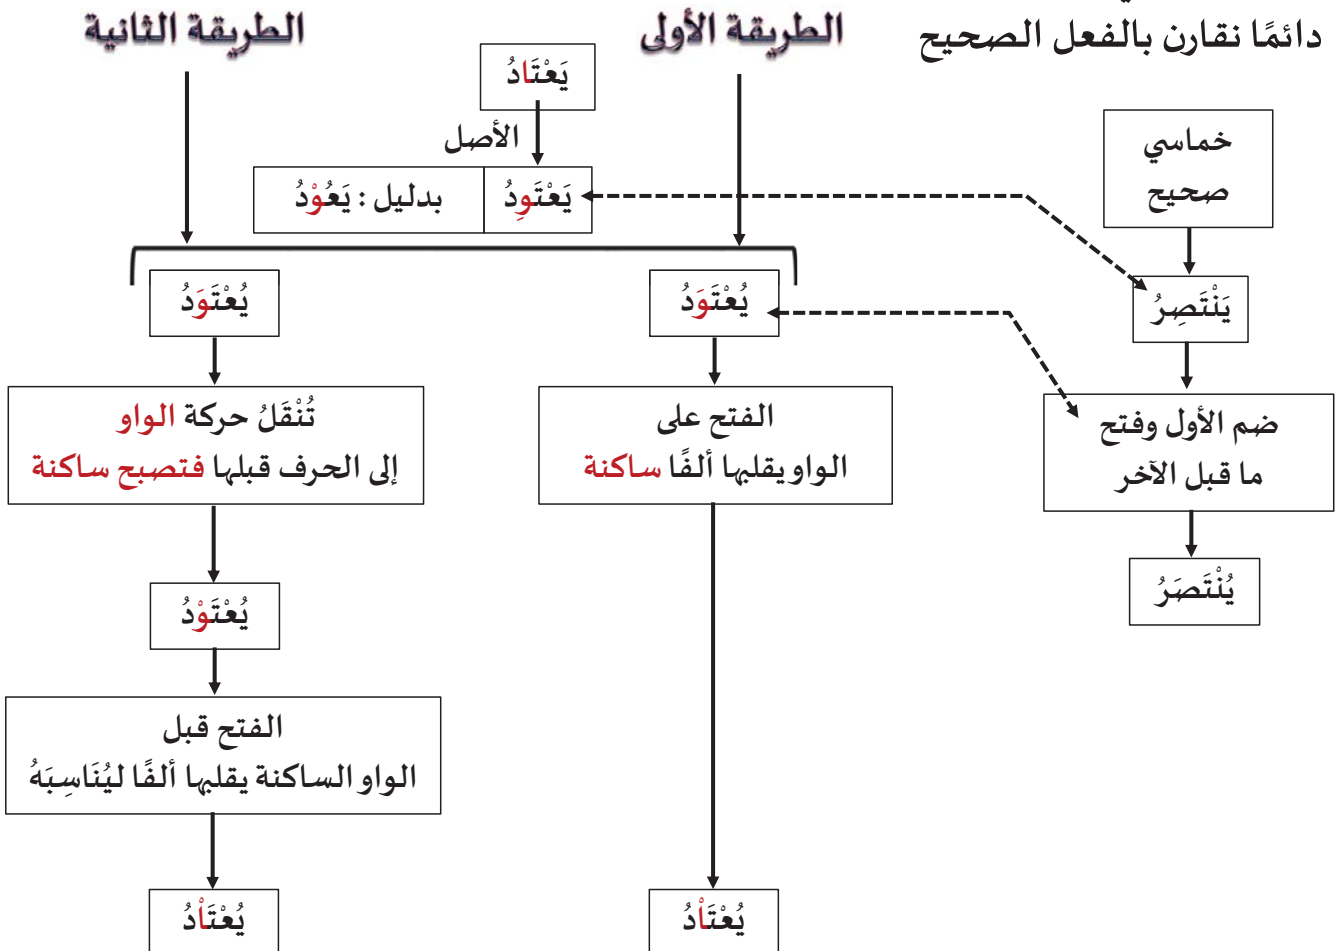 دائمًا نقارن بالفعل الصحيح
الطريقة الأولى
الطريقة الثانية
خماسي
صحيح
يَنْتَصِرُ
ضم الأول وفتح
ما قبل الآخر
يُنْتَصَرُ
يَعْتَادُ
الأصل
يَعْتَوِدُ
بدليل : يَعُوْدُ
يُعْتَوَدُ
الفتح على
الواو يقلبها ألفًا ساكنة
يُعْتَاْدُ
يُعْتَوَدُ
تُنْقَلُ حركة الواو
إلى الحرف قبلها فتصبح ساكنة
يُعْتَوْدُ
الفتح قبل
الواو الساكنة يقلبها ألفًا ليُنَاسِبَهُ
يُعْتَاْدُ